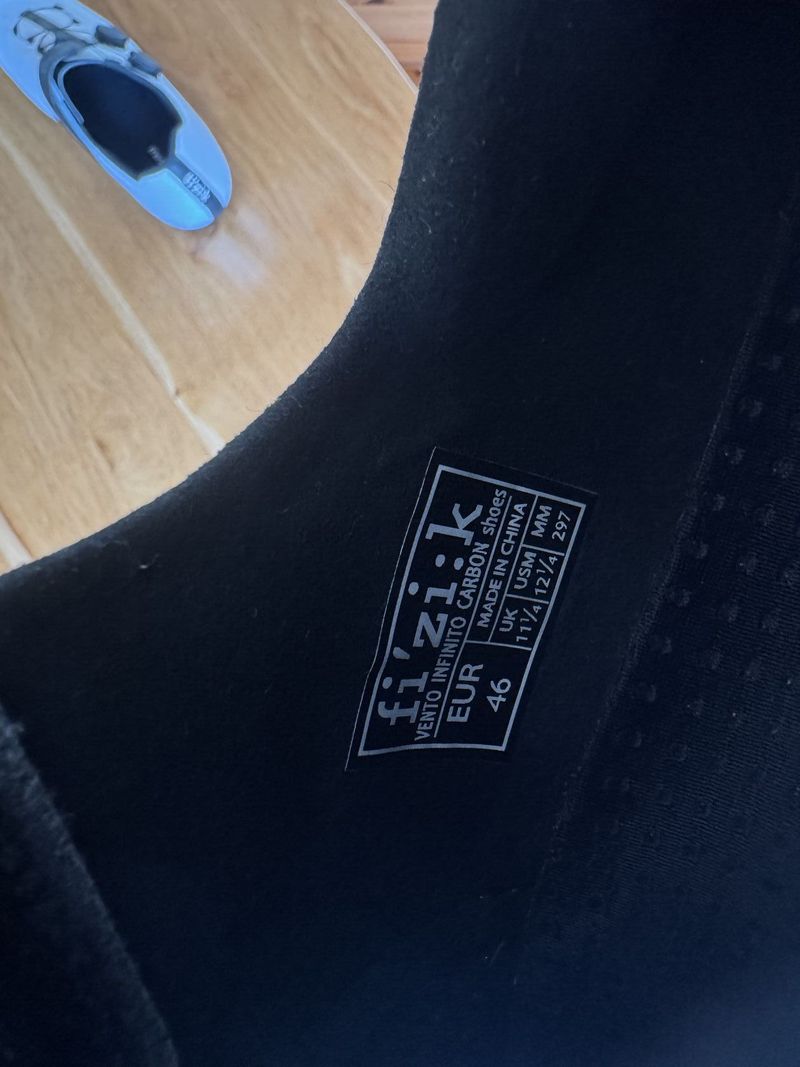 fi'zi:k
VENTO INFINITO CARBON shoes
MADE IN CHINA
EUR UK USM MM
46 11¼ 12¼ 297